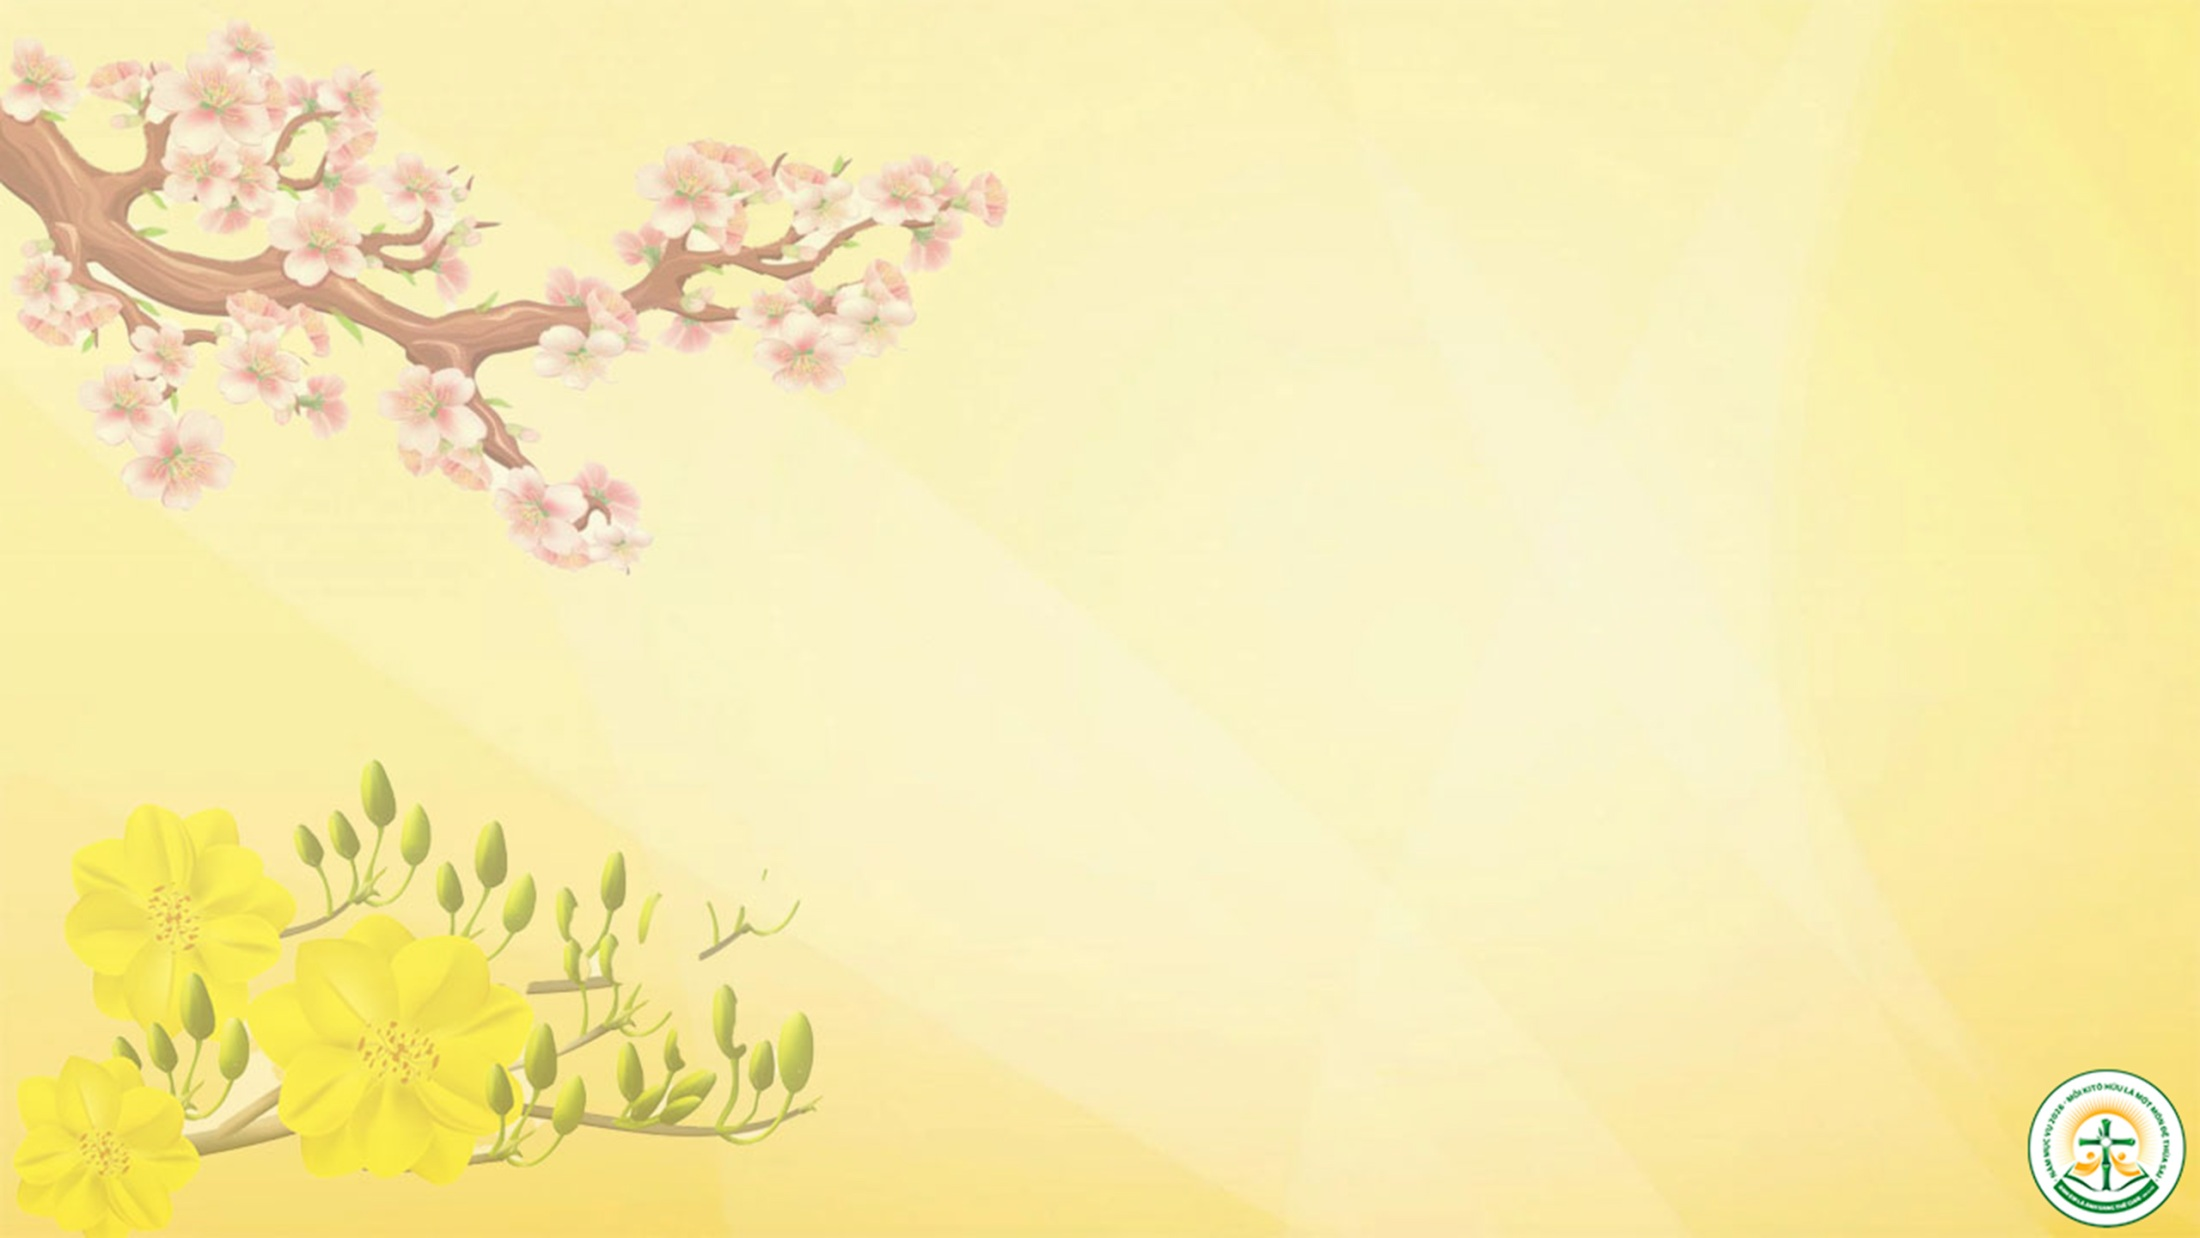 NĂM MỤC VỤ 2026 - MỖI KITÔ HỮU LÀ MỘT MÔN ĐỆ THỪA SAI